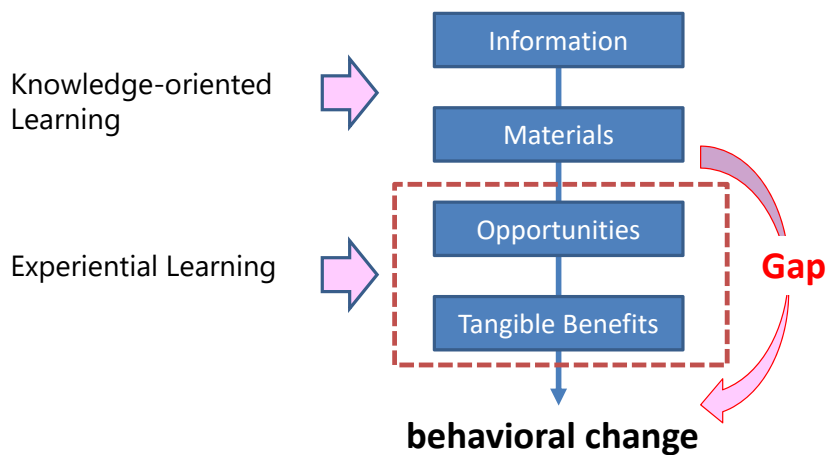 Information
Knowledge-oriented
Learning
Materials
Opportunities
Experiential Learning
Gap
Tangible Benefits
behavioral change